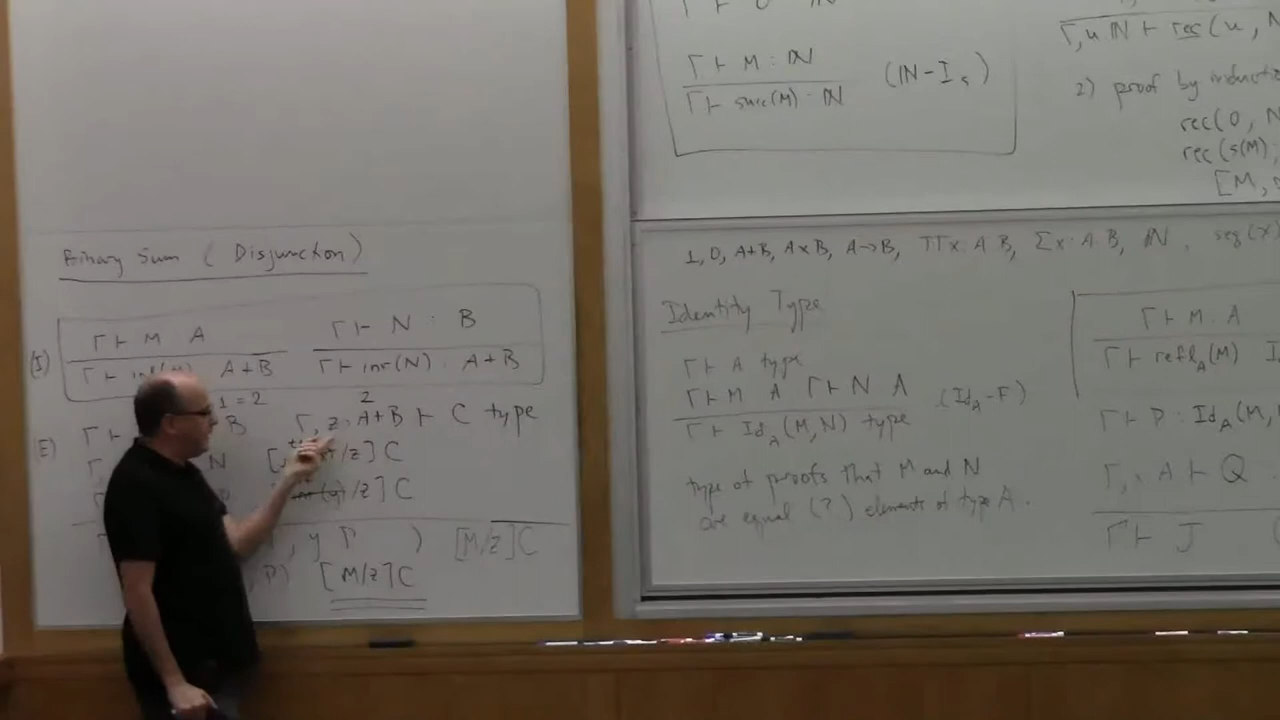 Binary Sum ( Disjunction )
Γ ⊢ M A
Γ ⊢ N : B
(I)
A + B
Γ ⊢ inr(N) : A + B
1 = 2
2
(E)
Γ ⊢ B
Γ, z : A+B ⊢ C type
N
/z] C
/z] C
, y P ) [M/z]C
, P) [M/z]C
Γ ⊢ M : ℕ
Γ ⊢ succ(M) : ℕ
(ℕ-I_s)
Γ, u ℕ ⊢ rec(u, N
2) proof by inducti
rec(0, N
rec(s(M),
[M,
1, 0, A+B, A×B, A→B, Πx:A.B, Σx:A.B, ℕ, seq(x)
Identity Type
Γ ⊢ A type
Γ ⊢ M A Γ ⊢ N A
Γ ⊢ Id_A(M,N) type
(Id_A-F)
type of proofs that M and N
are equal (?) elements of type A.
Γ ⊢ M : A
Γ ⊢ refl_A(M) I
Γ ⊢ P : Id_A(M,
Γ, x A ⊢ Q
Γ ⊢ J